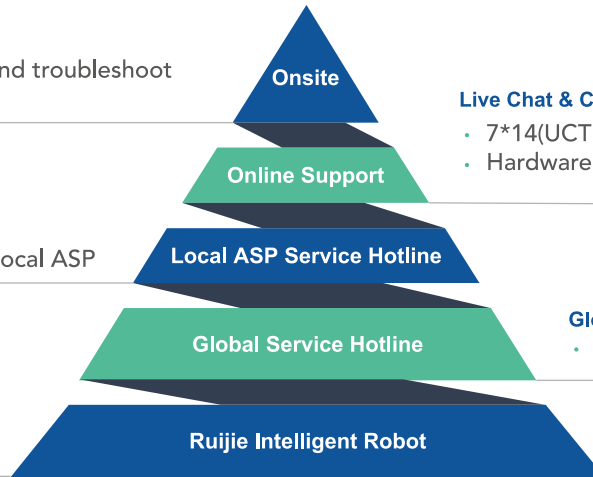 nd troubleshoot
Onsite
Live Chat & C
• 7*14(UCT
• Hardware
Online Support
ocal ASP
Local ASP Service Hotline
Glo
•
Global Service Hotline
Ruijie Intelligent Robot